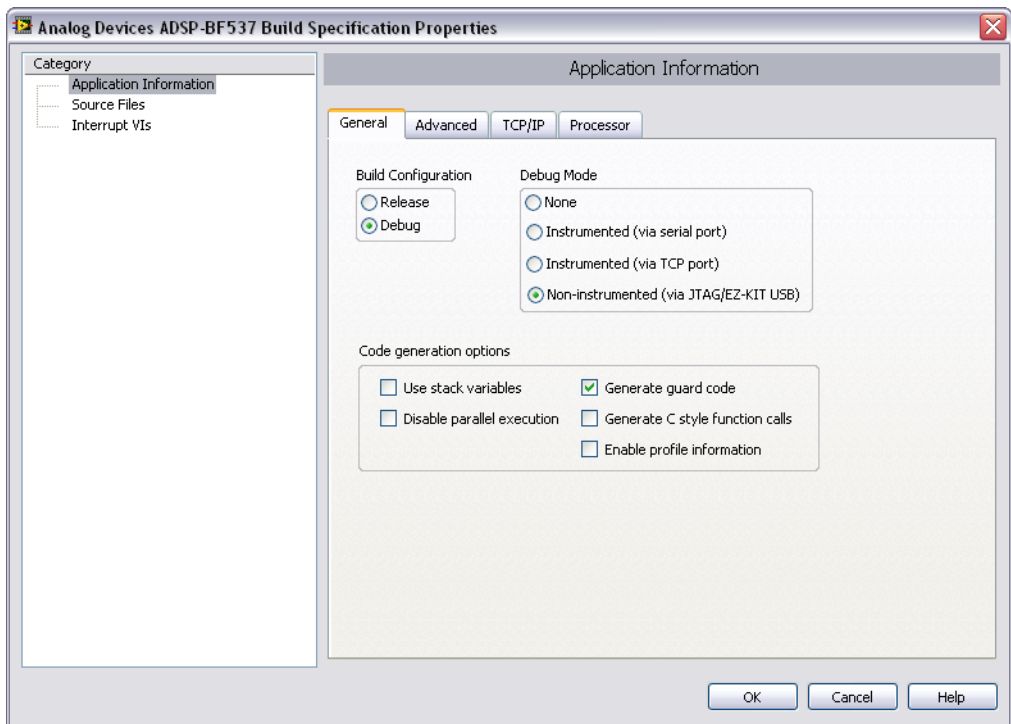 Analog Devices ADSP-BF537 Build Specification Properties
Category
Application Information
Source Files
Interrupt VIs
Application Information
General Advanced TCP/IP Processor
Build Configuration
Release
Debug
Debug Mode
None
Instrumented (via serial port)
Instrumented (via TCP port)
Non-instrumented (via JTAG/EZ-KIT USB)
Code generation options
Use stack variables
Generate guard code
Disable parallel execution
Generate C style function calls
Enable profile information
OK Cancel Help